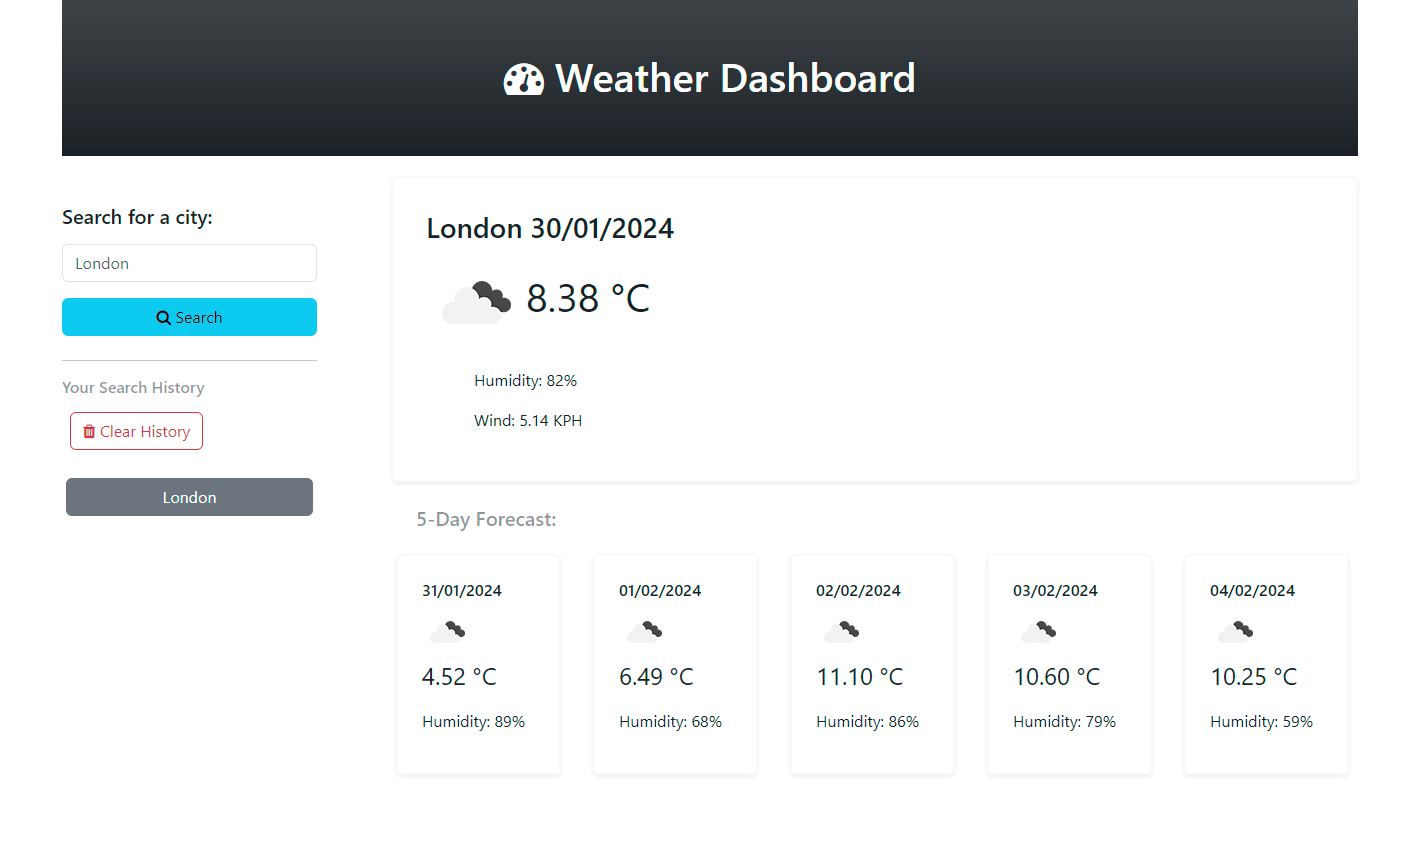 Weather Dashboard
Search for a city:
London
Search
Your Search History
Clear History
London
London 30/01/2024
8.38 °C
Humidity: 82%
Wind: 5.14 KPH
5-Day Forecast:
31/01/2024
4.52 °C
Humidity: 89%
01/02/2024
6.49 °C
Humidity: 68%
02/02/2024
11.10 °C
Humidity: 86%
03/02/2024
10.60 °C
Humidity: 79%
04/02/2024
10.25 °C
Humidity: 59%